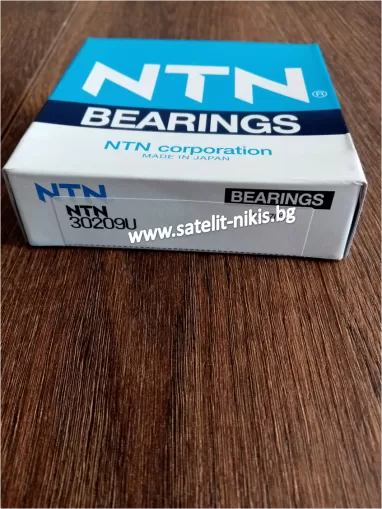 NTN®
BEARINGS
NTN corporation
MADE IN JAPAN
NTN
BEARINGS
NTN
30209U
www.satelit-nikis.bg